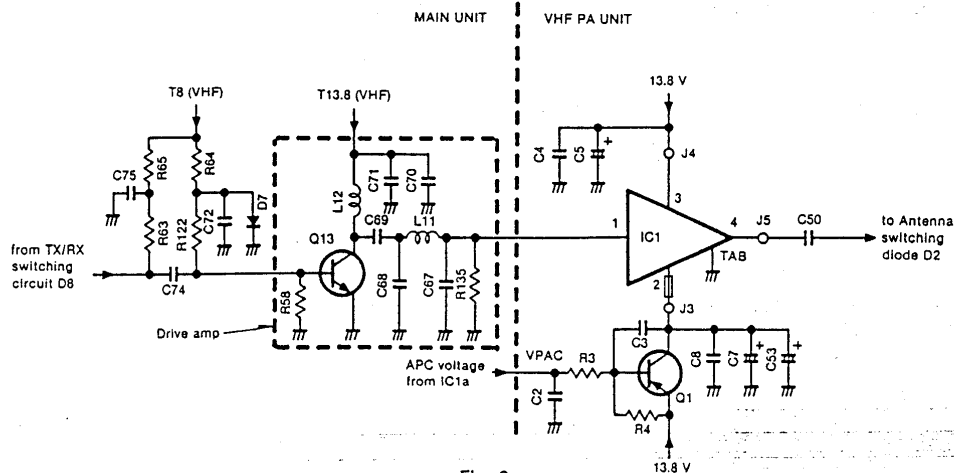 MAIN UNIT
VHF PA UNIT
T8 (VHF)
T13.8 (VHF)
13.8 V
C75
R65
R64
R63
R122
C72
D7
C74
R58
L12
C71
C70
Q13
C69
L11
C68
C67
R135
C4
C5
J4
3
1
IC1
4
J5
C50
TAB
2
J3
from TX/RX
switching
circuit D8
to Antenna
switching
diode D2
Drive amp
APC voltage
from IC1a
VPAC
C2
R3
C3
Q1
R4
C8
C7
C53
13.8 V